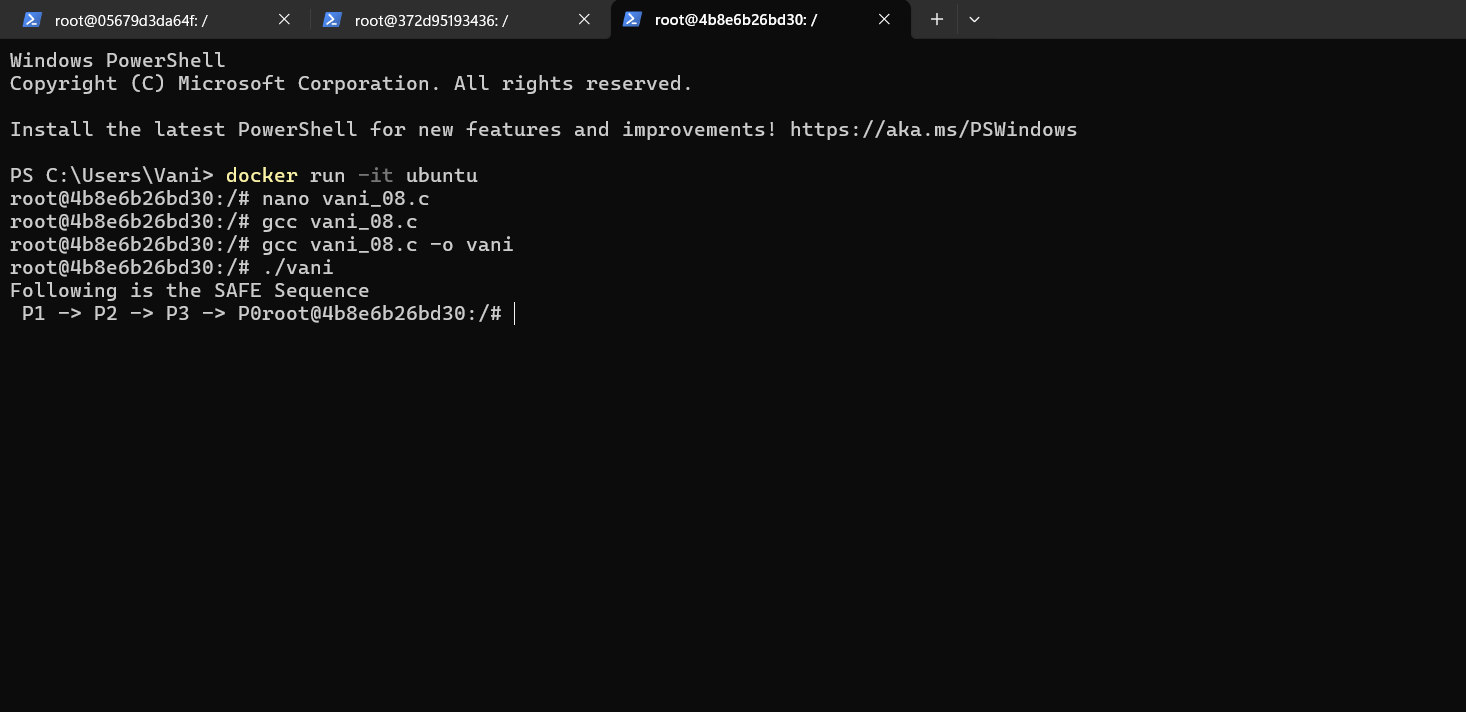 root@05679d3da64f: /
root@372d95193436: /
root@4b8e6b26bd30: /
Windows PowerShell
Copyright (C) Microsoft Corporation. All rights reserved.
Install the latest PowerShell for new features and improvements! https://aka.ms/PSWindows
PS C:\Users\Vani> docker run -it ubuntu
root@4b8e6b26bd30:/# nano vani_08.c
root@4b8e6b26bd30:/# gcc vani_08.c
root@4b8e6b26bd30:/# gcc vani_08.c -o vani
root@4b8e6b26bd30:/# ./vani
Following is the SAFE Sequence
 P1 -> P2 -> P3 -> P0root@4b8e6b26bd30:/#